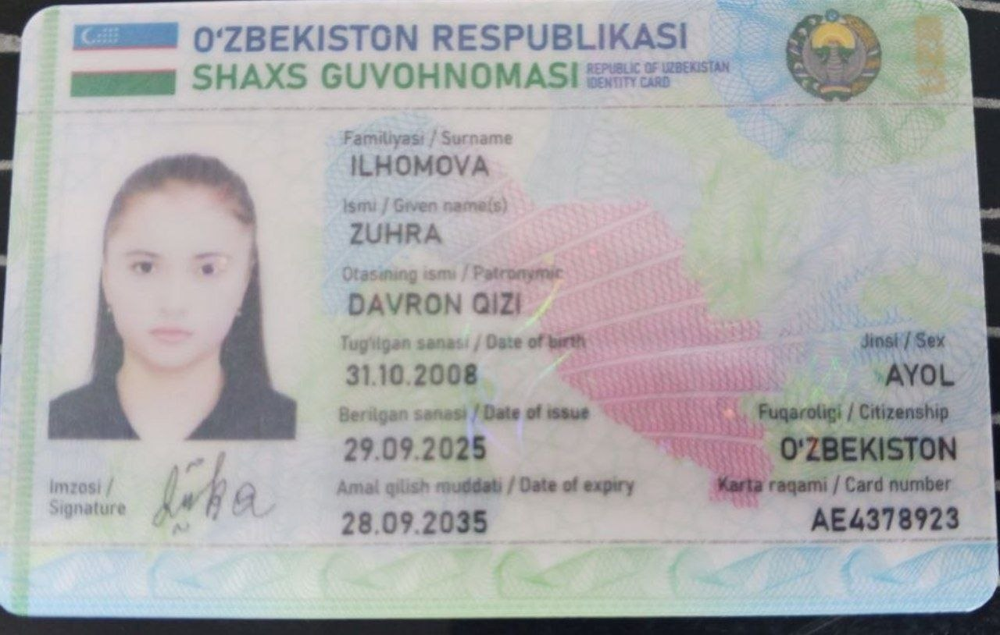 O‘ZBEKISTON RESPUBLIKASI
SHAXS GUVOHNOMASI
REPUBLIC OF UZBEKISTAN
IDENTITY CARD
Familiyasi / Surname
ILHOMOVA
Ismi / Given name(s)
ZUHRA
Otasining ismi / Patronymic
DAVRON QIZI
Tug‘ilgan sanasi / Date of birth
31.10.2008
Jinsi / Sex
AYOL
Berilgan sanasi / Date of issue
29.09.2025
Fuqaroligi / Citizenship
O‘ZBEKISTON
Amal qilish muddati / Date of expiry
28.09.2035
Karta raqami / Card number
AE4378923
Imzosi /
Signature